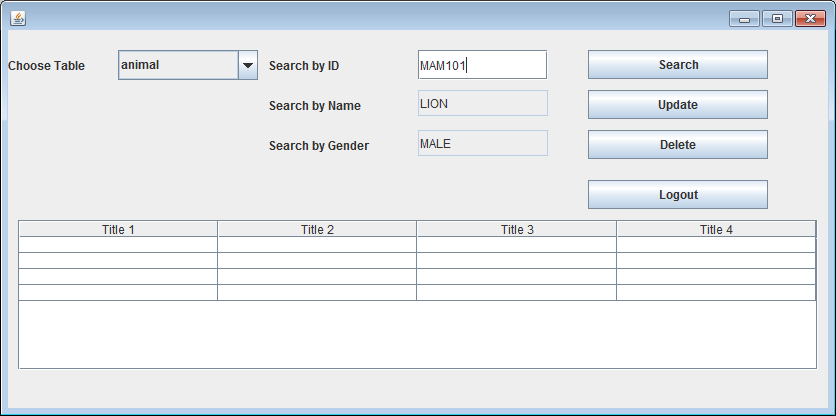 Choose Table animal Search by ID MAM101 Search
Search by Name LION Update
Search by Gender MALE Delete
Logout
Title 1 Title 2 Title 3 Title 4